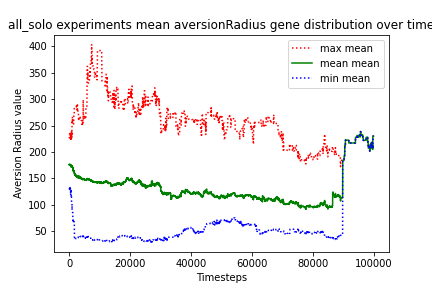 all_solo experiments mean aversionRadius gene distribution over time
max mean
mean mean
min mean
Aversion Radius value
400
350
300
250
200
150
100
50
0
20000
40000
60000
80000
100000
Timesteps